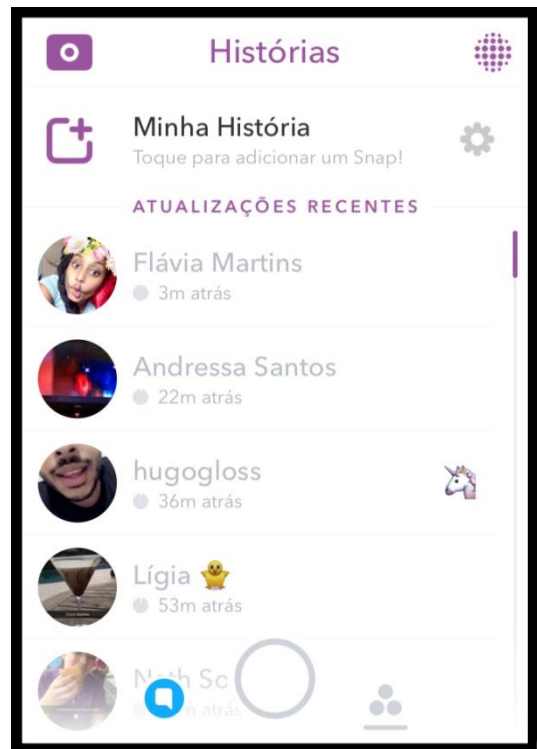 Histórias
Minha História
Toque para adicionar um Snap!
ATUALIZAÇÕES RECENTES
Flávia Martins
3m atrás
Andressa Santos
22m atrás
hugogloss
36m atrás
Lígia
53m atrás
atrás